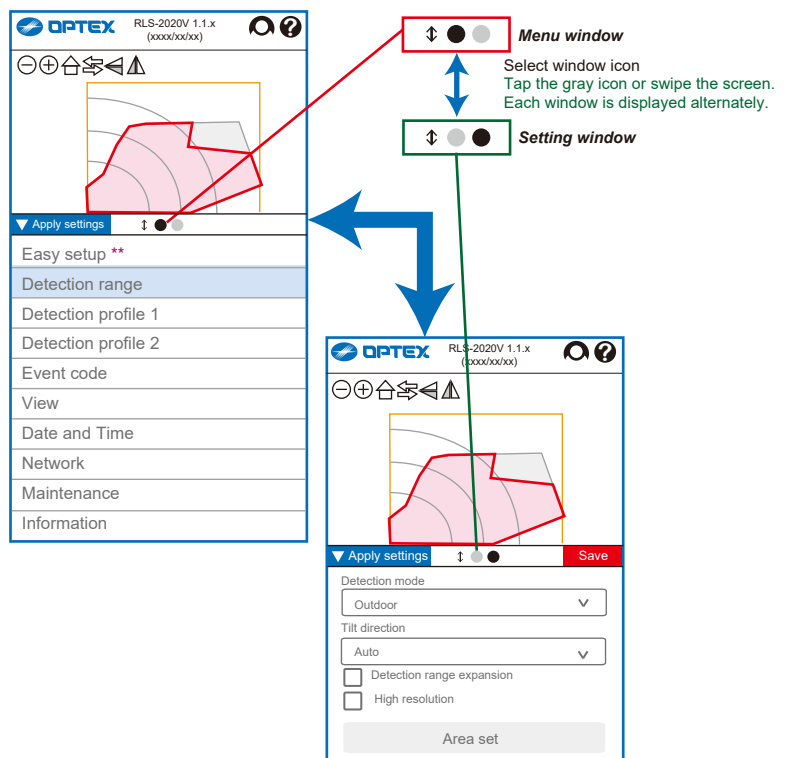 OPTEX
RLS-2020V 1.1.x
(xxxx/xx/xx)
?
Apply settings
Easy setup **
Detection range
Detection profile 1
Detection profile 2
Event code
View
Date and Time
Network
Maintenance
Information
Menu window
Select window icon
Tap the gray icon or swipe the screen.
Each window is displayed alternately.
Setting window
OPTEX
RLS-2020V 1.1.x
(xxxx/xx/xx)
?
Apply settings
Save
Detection mode
Outdoor
Tilt direction
Auto
Detection range expansion
High resolution
Area set